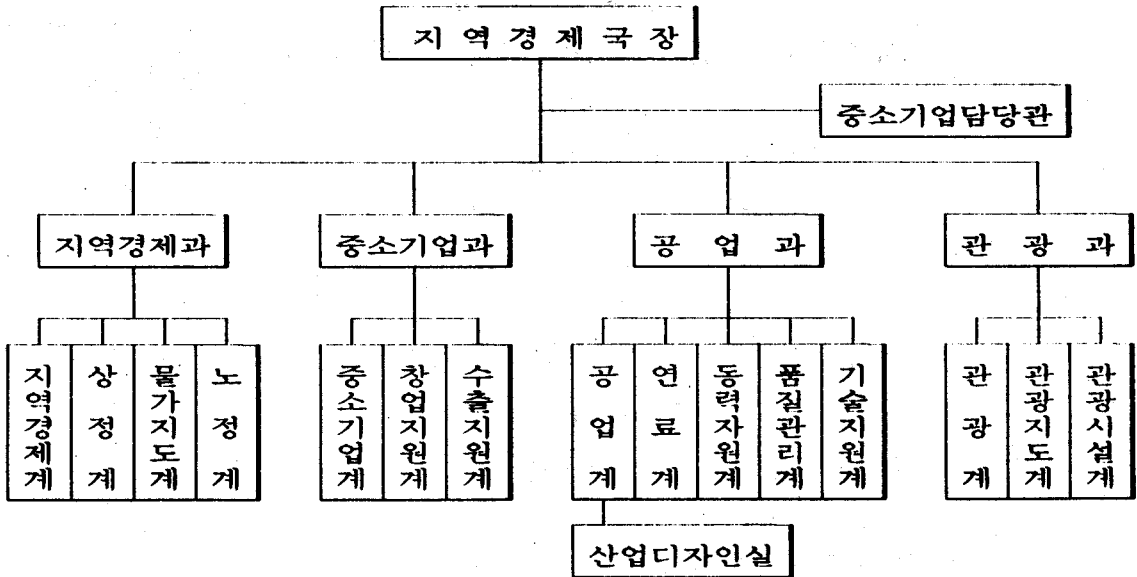 지역경제국장
중소기업담당관
지역경제과
중소기업과
공업과
관광과
지역경제계
상정계
물가지도계
노정계
중소기업계
창업지원계
수출지원계
공업계
연료계
동력자원계
품질관리계
기술지원계
관광계
관광지도계
관광시설계
산업디자인실